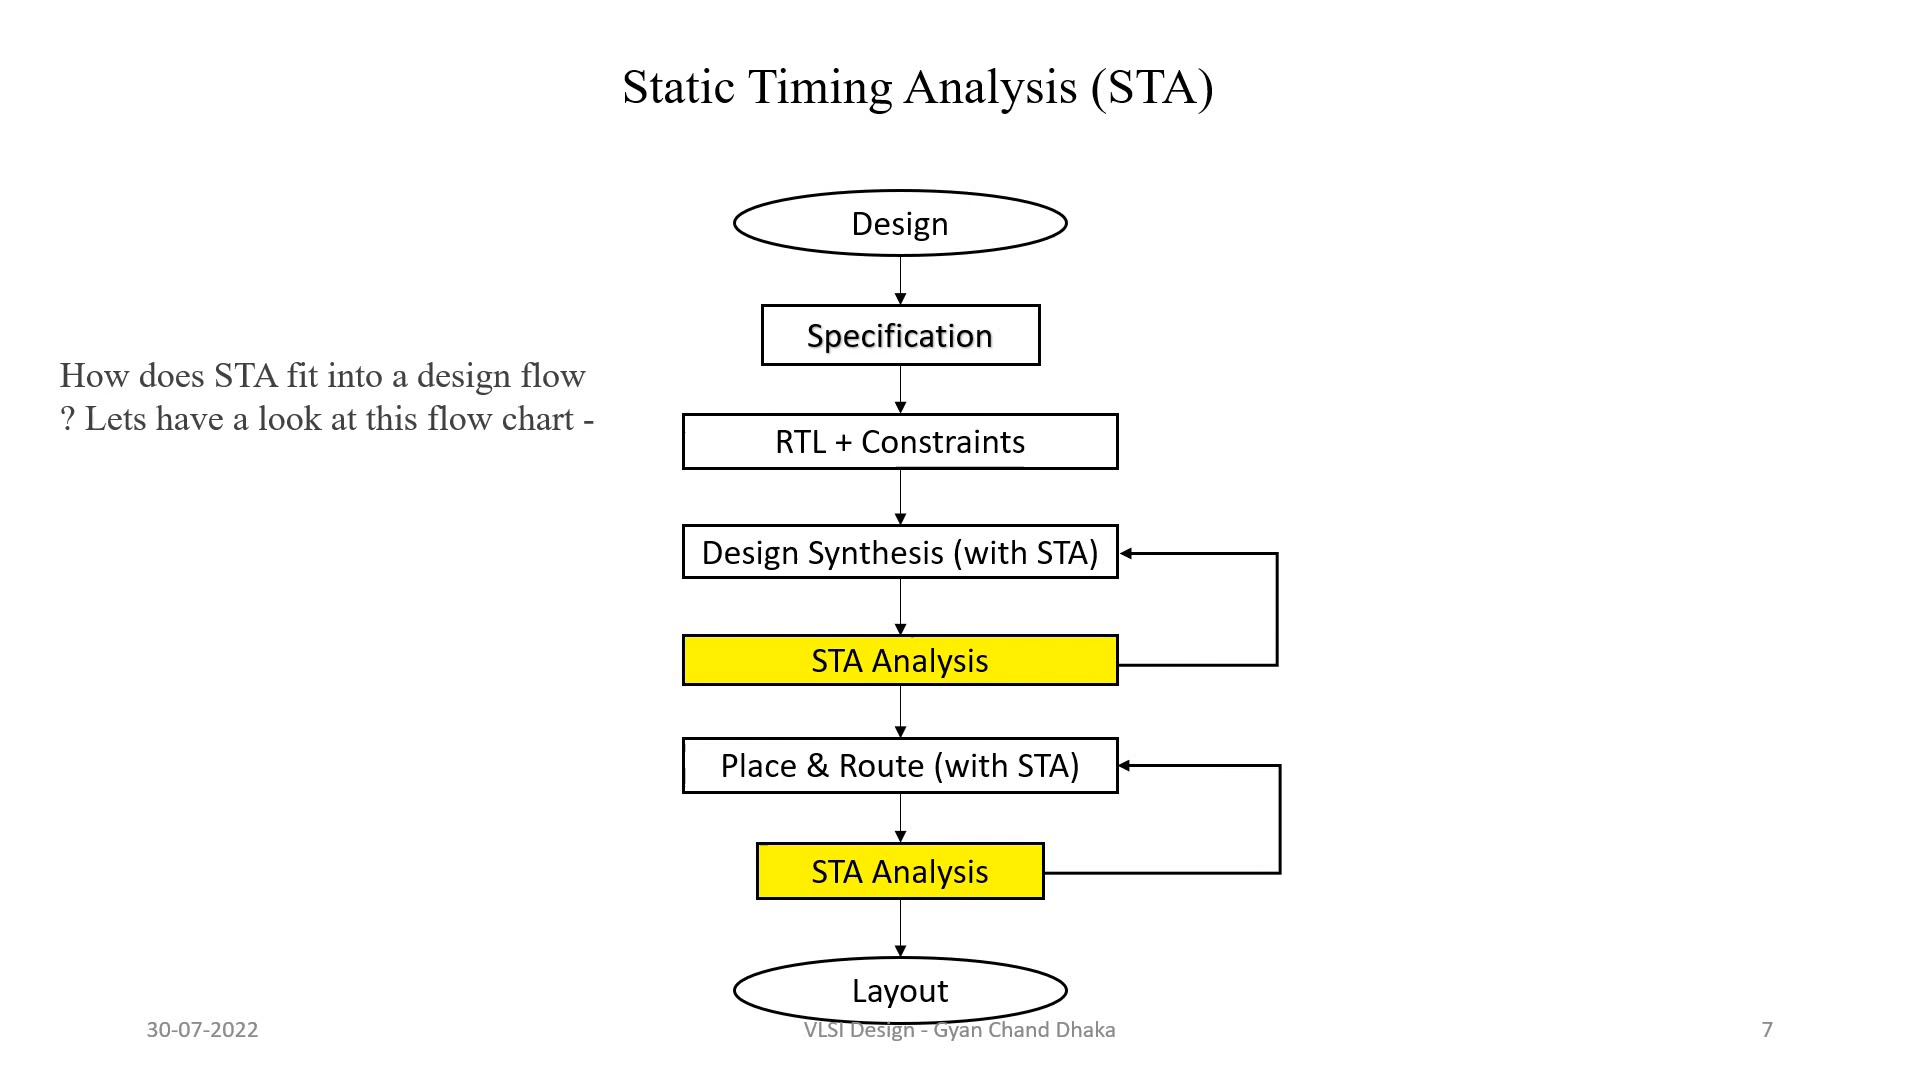 Static Timing Analysis (STA)
Design
Specification
How does STA fit into a design flow
? Lets have a look at this flow chart -
RTL + Constraints
Design Synthesis (with STA)
STA Analysis
Place & Route (with STA)
STA Analysis
Layout
30-07-2022
VLSI Design - Gyan Chand Dhaka
7